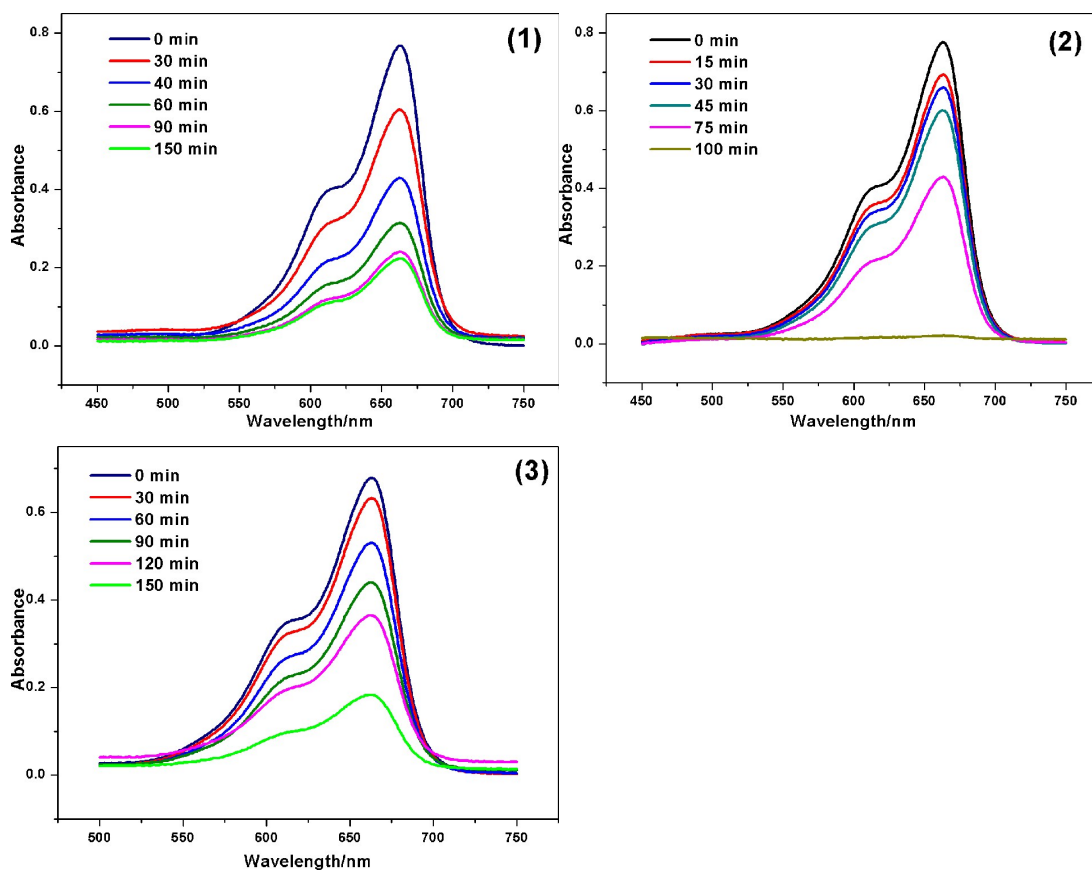 (1)
0 min
30 min
40 min
60 min
90 min
150 min
Absorbance
0.8
0.6
0.4
0.2
0.0
450 500 550 600 650 700 750
Wavelength/nm
(2)
0 min
15 min
30 min
45 min
75 min
100 min
Absorbance
0.8
0.6
0.4
0.2
0.0
450 500 550 600 650 700 750
Wavelength/nm
(3)
0 min
30 min
60 min
90 min
120 min
150 min
Absorbance
0.6
0.4
0.2
0.0
500 550 600 650 700 750
Wavelength/nm